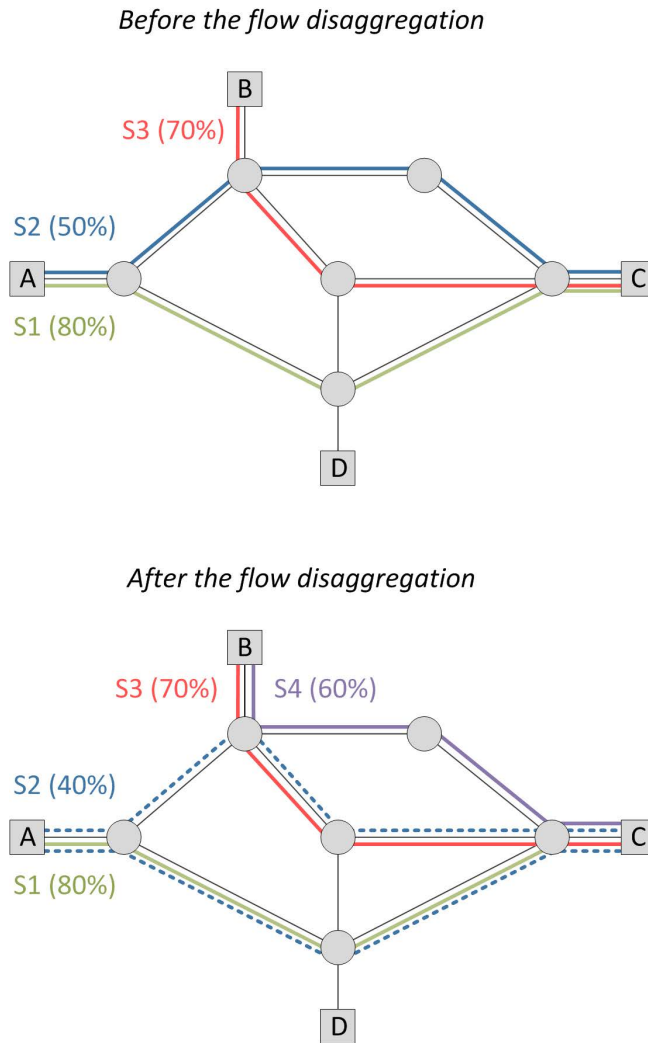 Before the flow disaggregation
B
S3 (70%)
S2 (50%)
A
C
S1 (80%)
D
After the flow disaggregation
B
S3 (70%) S4 (60%)
S2 (40%)
A
C
S1 (80%)
D